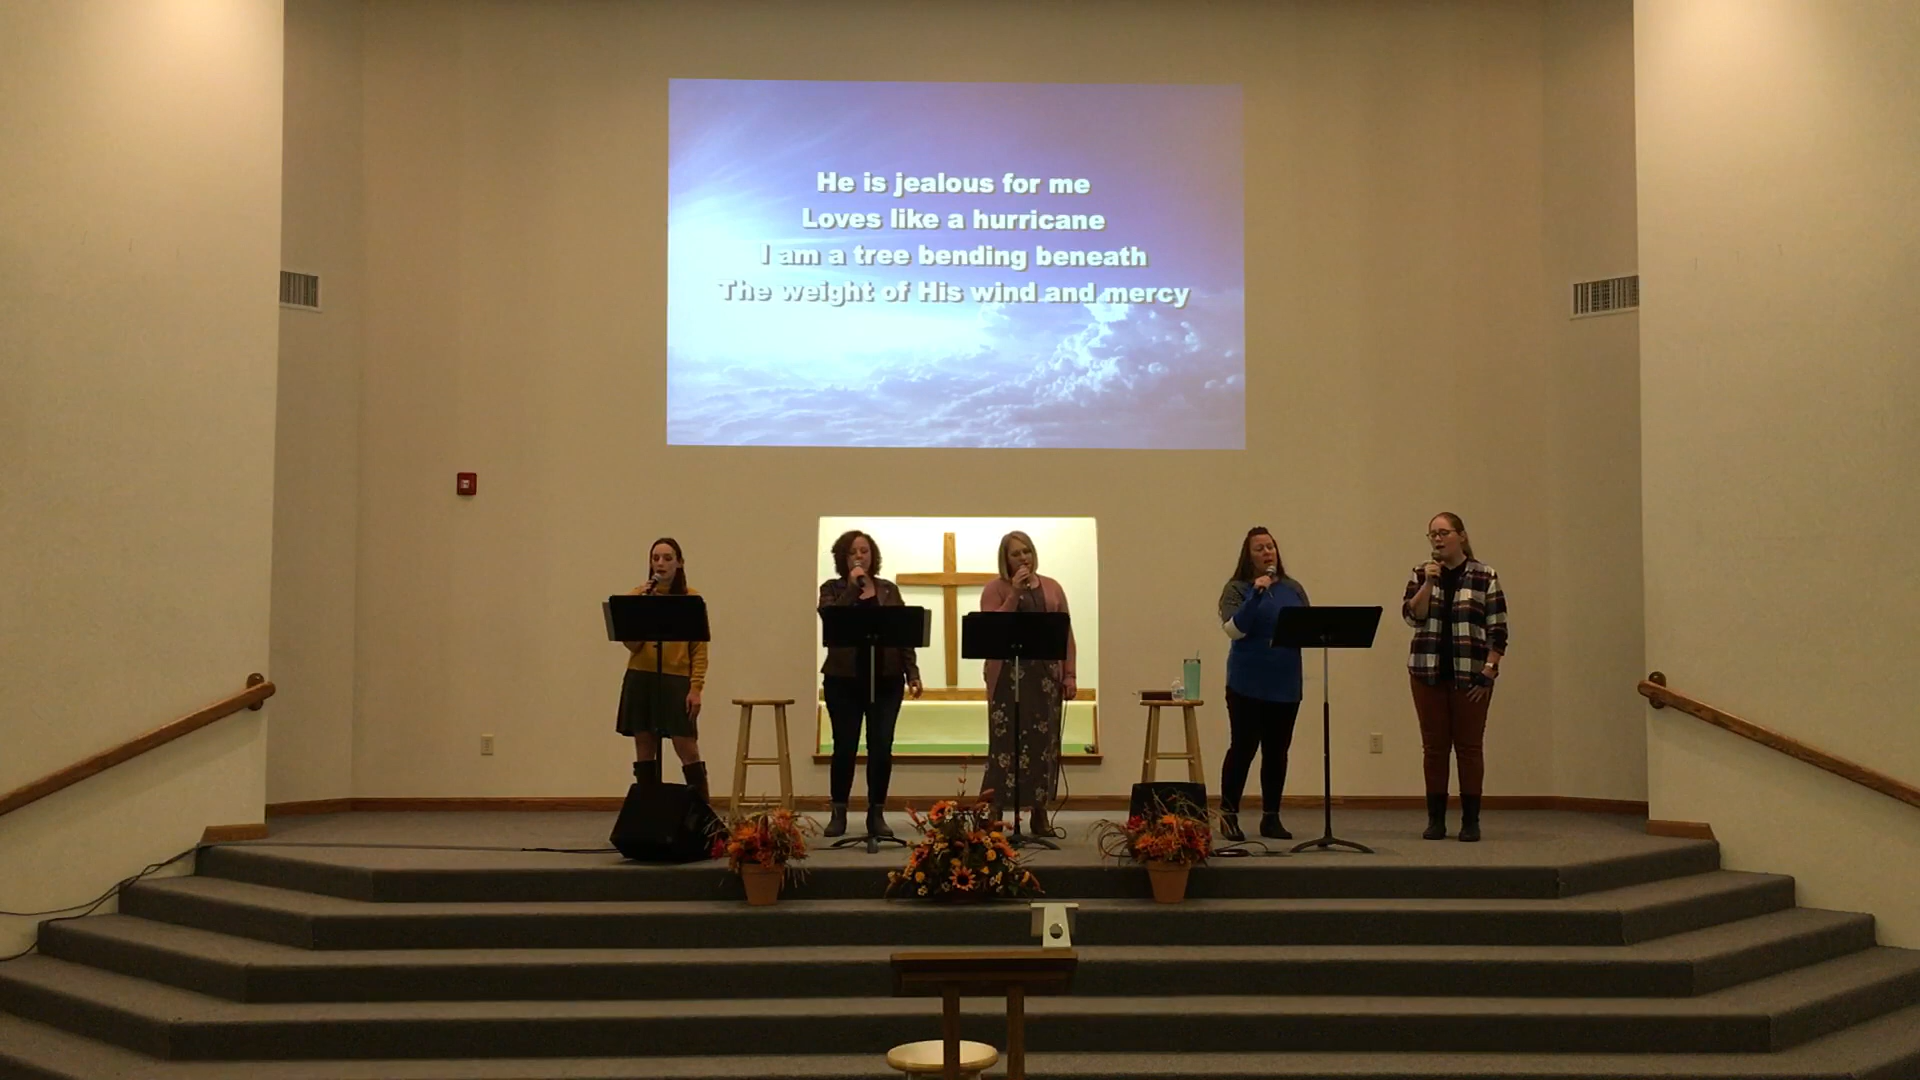 He is jealous for me
Loves like a hurricane
I am a tree bending beneath
The weight of His wind and mercy